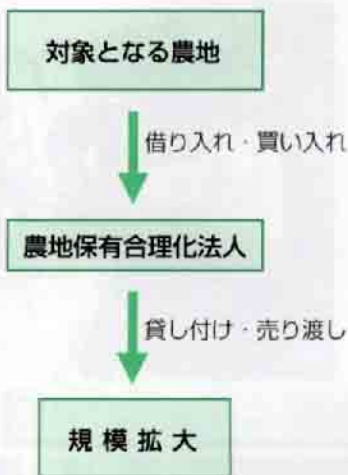 対象となる農地
借り入れ・買い入れ
農地保有合理化法人
貸し付け・売り渡し
規模拡大